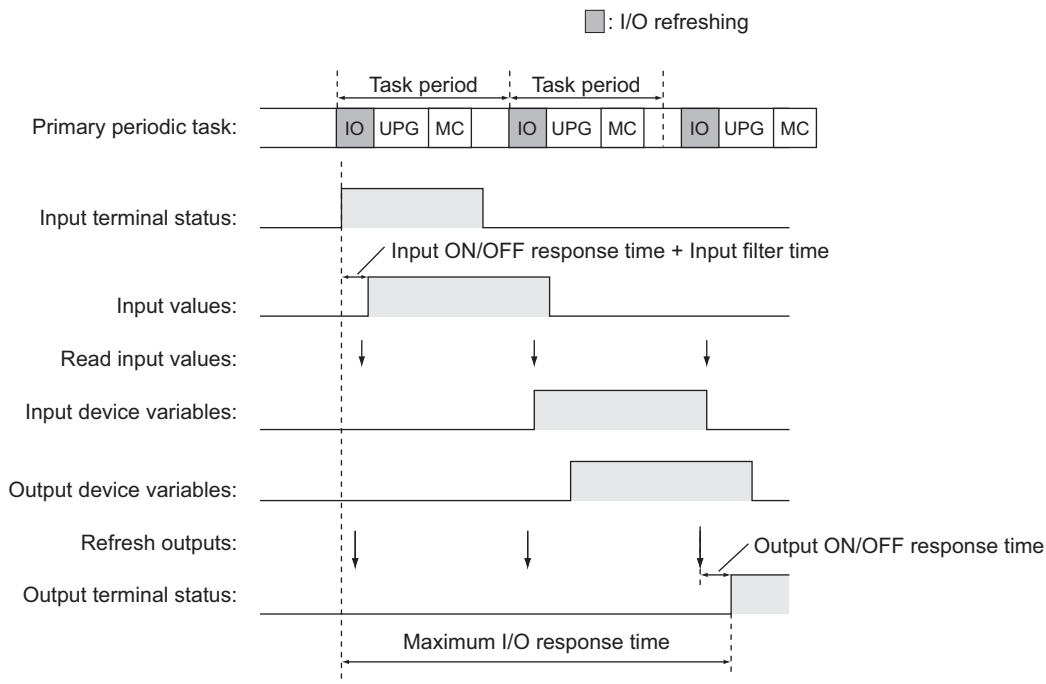 : I/O refreshing
Task period Task period
Primary periodic task: IO UPG MC IO UPG MC IO UPG MC
Input terminal status:
Input ON/OFF response time + Input filter time
Input values:
Read input values:
Input device variables:
Output device variables:
Refresh outputs:
Output ON/OFF response time
Output terminal status:
Maximum I/O response time